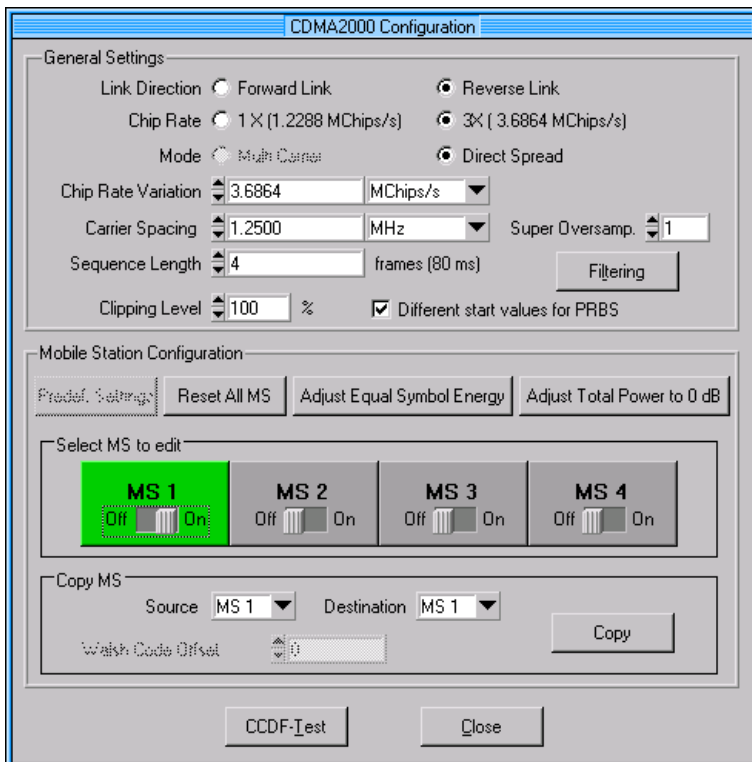 CDMA2000 Configuration
General Settings
Link Direction Forward Link Reverse Link
Chip Rate 1 X (1.2288 MChips/s) 3X ( 3.6864 MChips/s)
Mode Multi Carrier Direct Spread
Chip Rate Variation 3.6864 MChips/s
Carrier Spacing 1.2500 MHz Super Oversamp. 1
Sequence Length 4 frames (80 ms) Filtering
Clipping Level 100 % Different start values for PRBS
Mobile Station Configuration
Predef. Settings Reset All MS Adjust Equal Symbol Energy Adjust Total Power to 0 dB
Select MS to edit
MS 1 MS 2 MS 3 MS 4
Off On Off On Off On Off On
Copy MS
Source MS 1 Destination MS 1 Copy
Walsh Code Offset 0
CCDF-Test Close